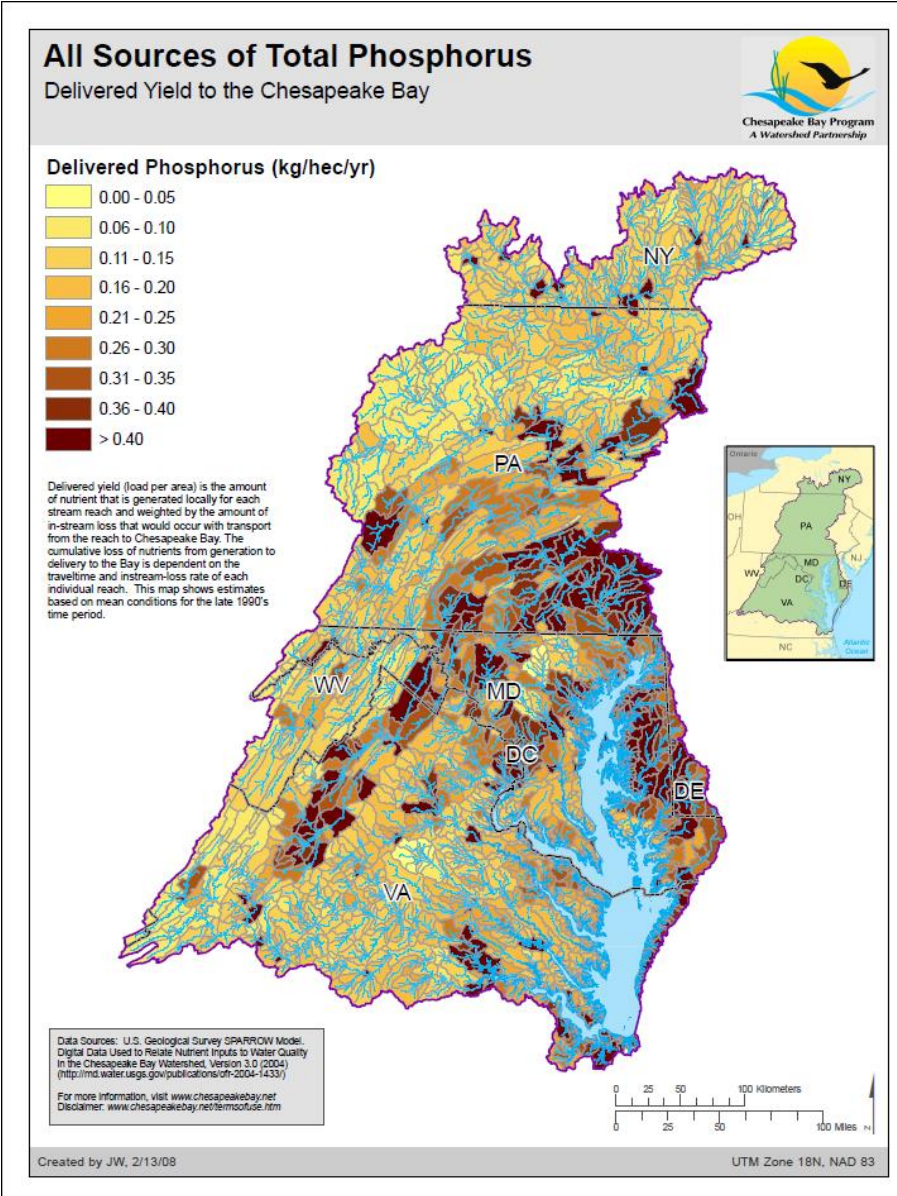 All Sources of Total Phosphorus
Delivered Yield to the Chesapeake Bay
Chesapeake Bay Program
A Watershed Partnership
Delivered Phosphorus (kg/hec/yr)
0.00 - 0.05
0.06 - 0.10
0.11 - 0.15
0.16 - 0.20
0.21 - 0.25
0.26 - 0.30
0.31 - 0.35
0.36 - 0.40
> 0.40
Delivered yield (load per area) is the amount
of nutrient that is generated locally for each
stream reach and weighted by the amount of
in-stream loss that would occur with transport
from the reach to Chesapeake Bay. The
cumulative loss of nutrients from generation to
delivery to the Bay is dependent on the
traveltime and instream-loss rate of each
individual reach. This map shows estimates
based on mean conditions for the late 1990's
time period.
NY
PA
WV
MD
DC
DE
VA
Ontario
NY
OH
PA
NJ
MD
WV
DC
DE
VA
NC
Atlantic
Ocean
Data Sources: U.S. Geological Survey SPARROW Model.
Digital Data Used to Relate Nutrient Inputs to Water Quality
in the Chesapeake Bay Watershed, Version 3.0 (2004)
(http://md.water.usgs.gov/publications/ofr-2004-1433/)
For more information, visit www.chesapeakebay.net
Disclaimer: www.chesapeakebay.net/termsofuse.htm
0 25 50 100 Kilometers
0 25 50 100 Miles
N
Created by JW, 2/13/08
UTM Zone 18N, NAD 83